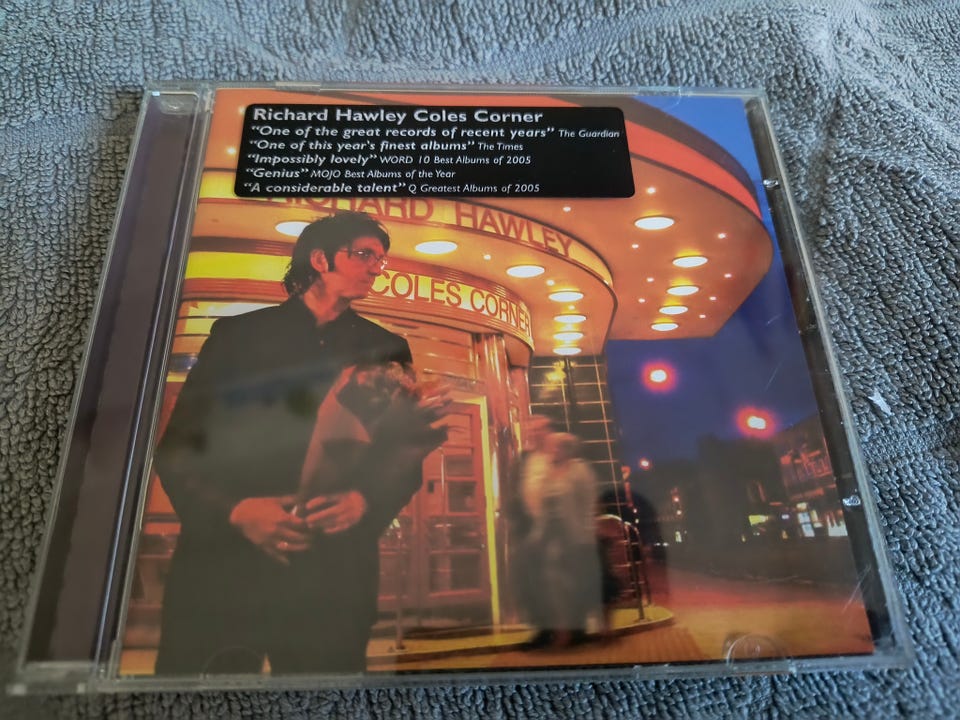 Richard Hawley Coles Corner
“One of the great records of recent years” The Guardian
“One of this year's finest albums” The Times
“Impossibly lovely” WORD 10 Best Albums of 2005
“Genius” MOJO Best Albums of the Year
“A considerable talent” Q Greatest Albums of 2005
RICHARD HAWLEY
COLES CORNER